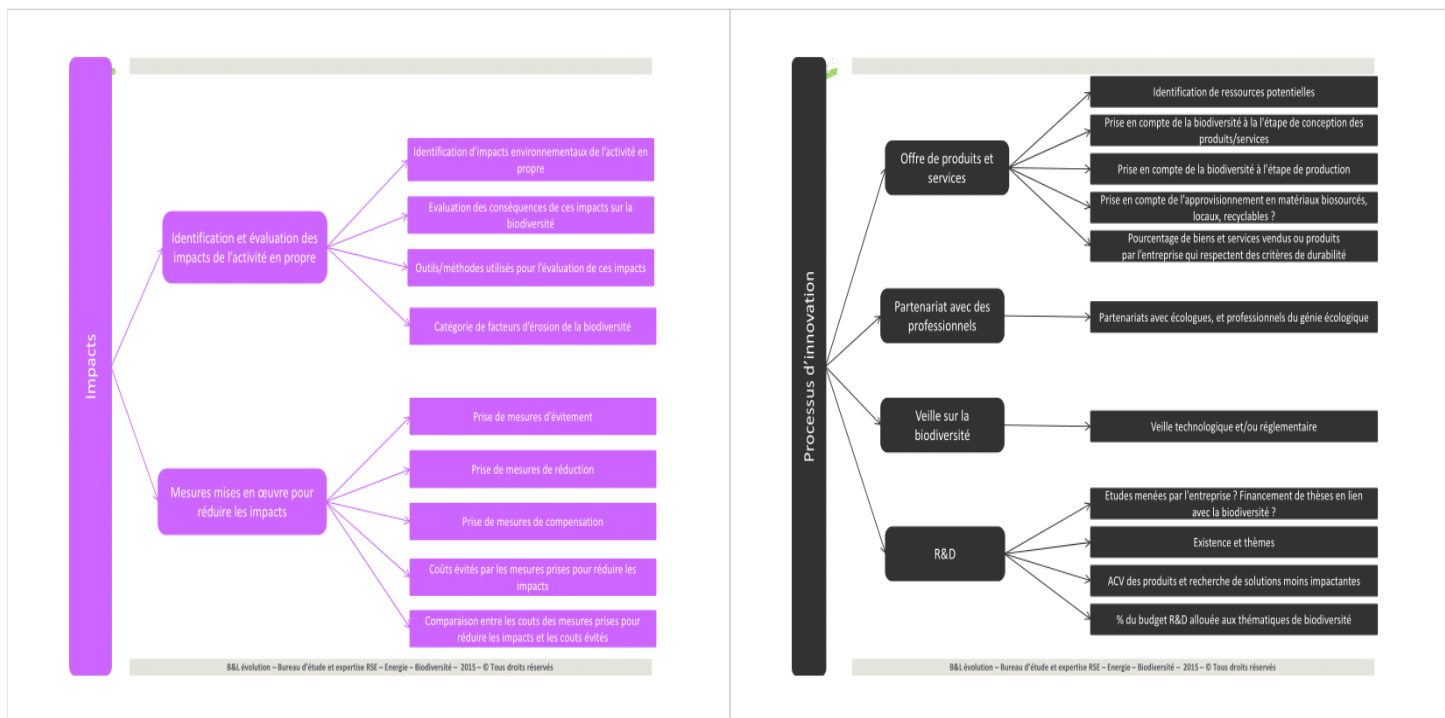 Impacts
Identification et évaluation des
impacts de l'activité en propre
Identification d'impacts environnementaux de l'activité en
propre
Evaluation des conséquences de ces impacts sur la
biodiversité
Outils/méthodes utilisés pour l'évaluation de ces impacts
Catégorie de facteurs d'érosion de la biodiversité
Mesures mises en œuvre pour
réduire les impacts
Prise de mesures d'évitement
Prise de mesures de réduction
Prise de mesures de compensation
Coûts évités par les mesures prises pour réduire les
impacts
Comparaison entre les couts des mesures prises pour
réduire les impacts et les couts évités
B&L évolution – Bureau d'étude et expertise RSE – Energie – Biodiversité – 2015 – © Tous droits réservés
Processus d'innovation
Offre de produits et
services
Identification de ressources potentielles
Prise en compte de la biodiversité à la l'étape de conception des
produits/services
Prise en compte de la biodiversité à l'étape de production
Prise en compte de l'approvisionnement en matériaux biosourcés,
locaux, recyclables ?
Pourcentage de biens et services vendus ou produits
par l'entreprise qui respectent des critères de durabilité
Partenariat avec des
professionnels
Partenariats avec écologues, et professionnels du génie écologique
Veille sur la
biodiversité
Veille technologique et/ou réglementaire
R&D
Etudes menées par l'entreprise ? Financement de thèses en lien
avec la biodiversité ?
Existence et thèmes
ACV des produits et recherche de solutions moins impactantes
% du budget R&D allouée aux thématiques de biodiversité
B&L évolution – Bureau d'étude et expertise RSE – Energie – Biodiversité – 2015 – © Tous droits réservés